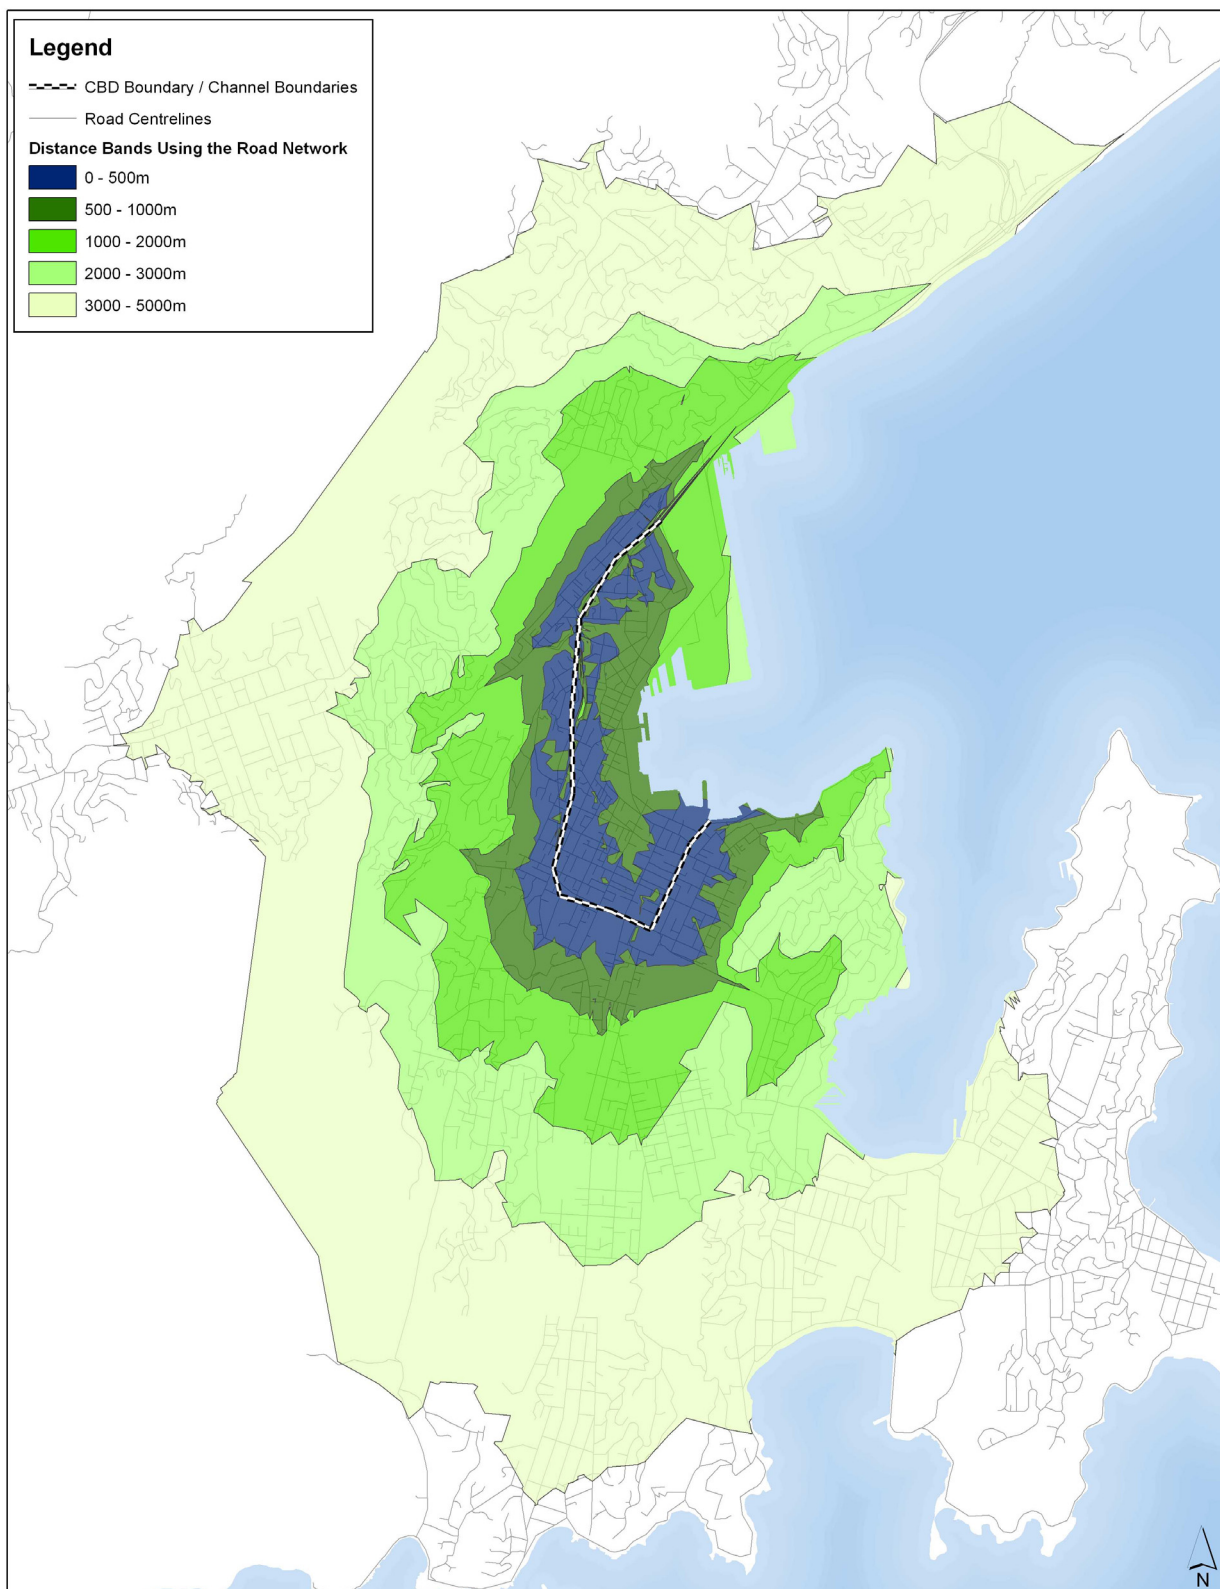 Legend
CBD Boundary / Channel Boundaries
Road Centrelines
Distance Bands Using the Road Network
0 - 500m
500 - 1000m
1000 - 2000m
2000 - 3000m
3000 - 5000m
N